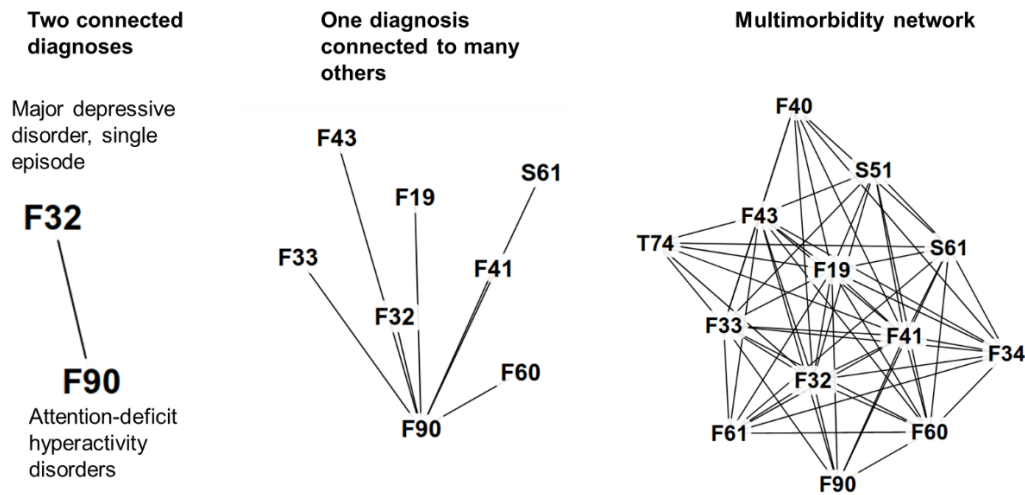 Two connected
diagnoses
Major depressive
disorder, single
episode
F32
F90
Attention-deficit
hyperactivity
disorders
One diagnosis
connected to many
others
F43
S61
F19
F33
F41
F32
F60
F90
Multimorbidity network
F40
S51
F43
T74
S61
F19
F33
F41
F34
F32
F61
F60
F90